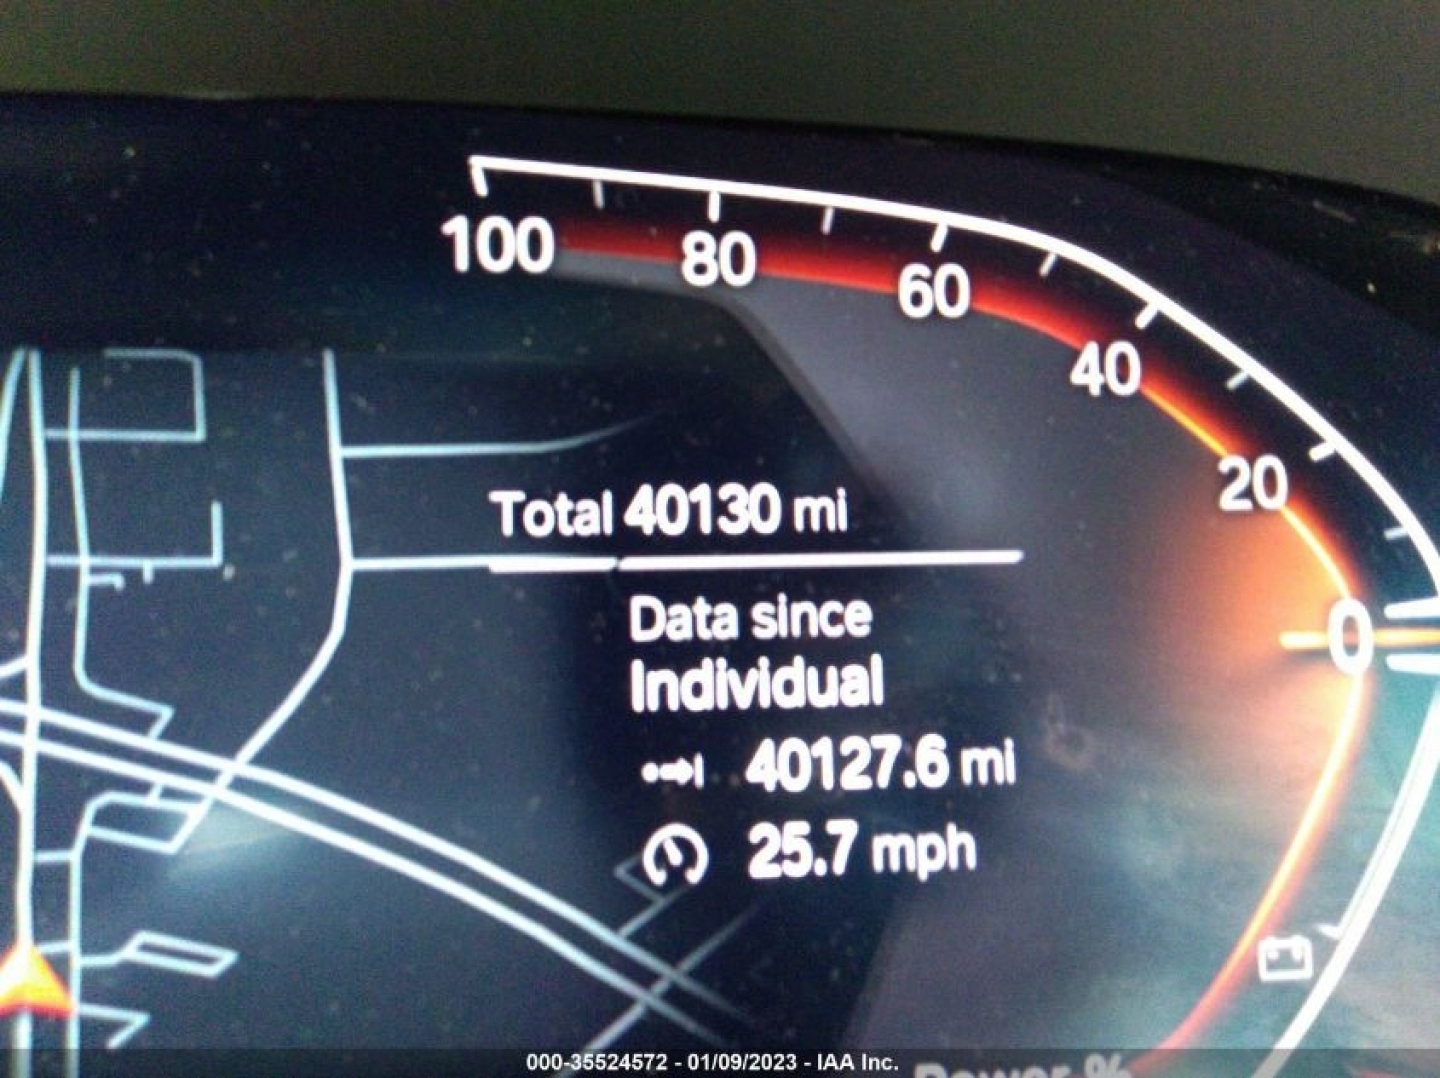 100
80
60
40
20
0
Total 40130 mi
Data since
Individual
40127.6 mi
25.7 mph
Power %
000-35524572 - 01/09/2023 - IAA Inc.